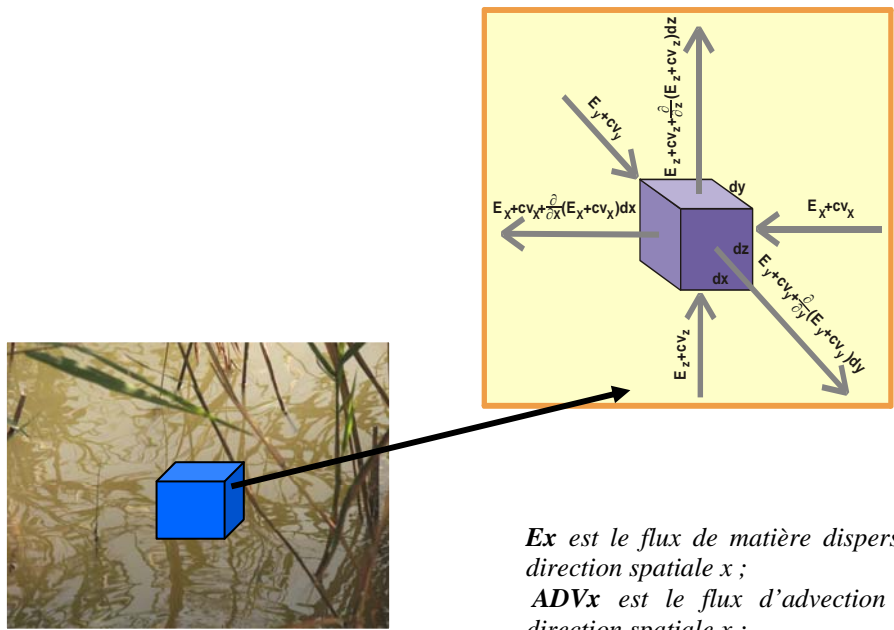 E_z+cv_z+∂/∂z(E_z+cv_z)dz
E_y+cv_y
dy
E_x+cv_x+∂/∂x(E_x+cv_x)dx
E_x+cv_x
dz
dx
E_y+cv_y+∂/∂y(E_y+cv_y)dy
E_z+cv_z
Ex est le flux de matière dispers
direction spatiale x ;
ADVx est le flux d'advection